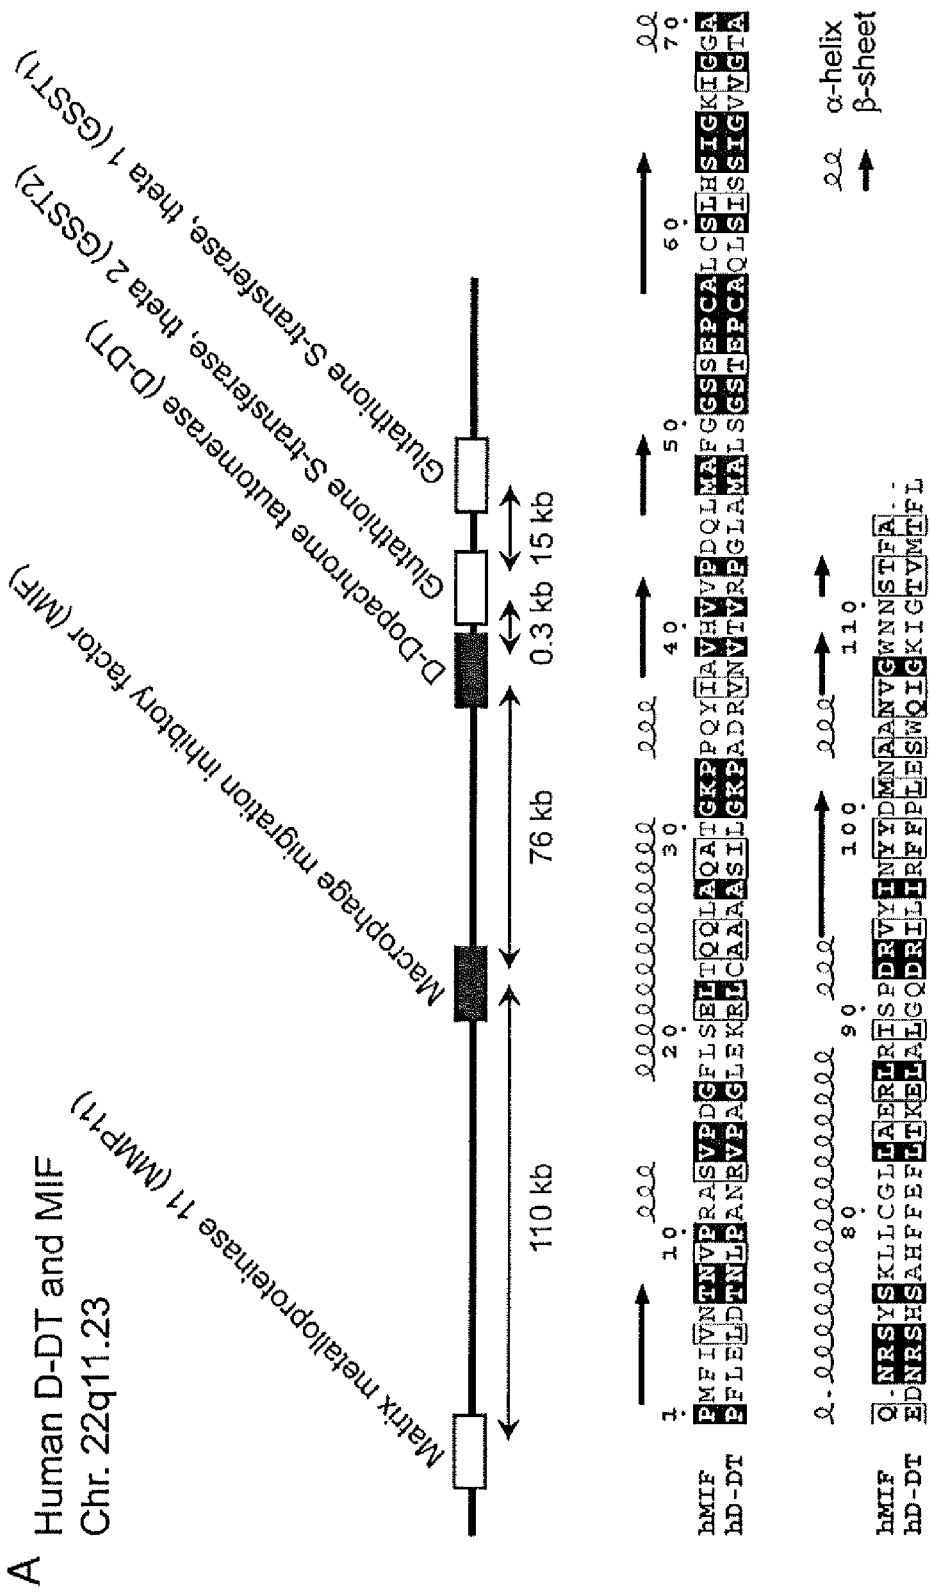 A
Human D-DT and MIF
Chr. 22q11.23
Matrix metalloproteinase 11 (MMP11)
Macrophage migration inhibtory factor (MIF)
D-Dopachrome tautomerase (D-DT)
Glutathione S-transferase, theta 2 (GSST2)
Glutathione S-transferase, theta 1 (GSST1)
110 kb 76 kb 0.3 kb 15 kb
1 10 20 30 40 50 60 70
hMIF PMFIVNTNVPRASVPDGFLSELTQQLAQATGKPPQYIAVHVVPDQLMAFGGSSEPCALCSLHSIGKIGGA
hD-DT PFLELDTNLPANRVPAGLEKRLCAAAASILGKPADRVNVTVRPGLAMALSGSTEPCAQLSISSIGVVGTA
80 90 100 110
hMIF Q.NRSYSKLLCGLLAERLRISPDRVYINYYDMNAANVGWNNSTFA..
hD-DT EDNRSHSAHFFEFLTKELALGQDRILIRFFPLESWQIGKIGTVMTFL
α-helix
β-sheet